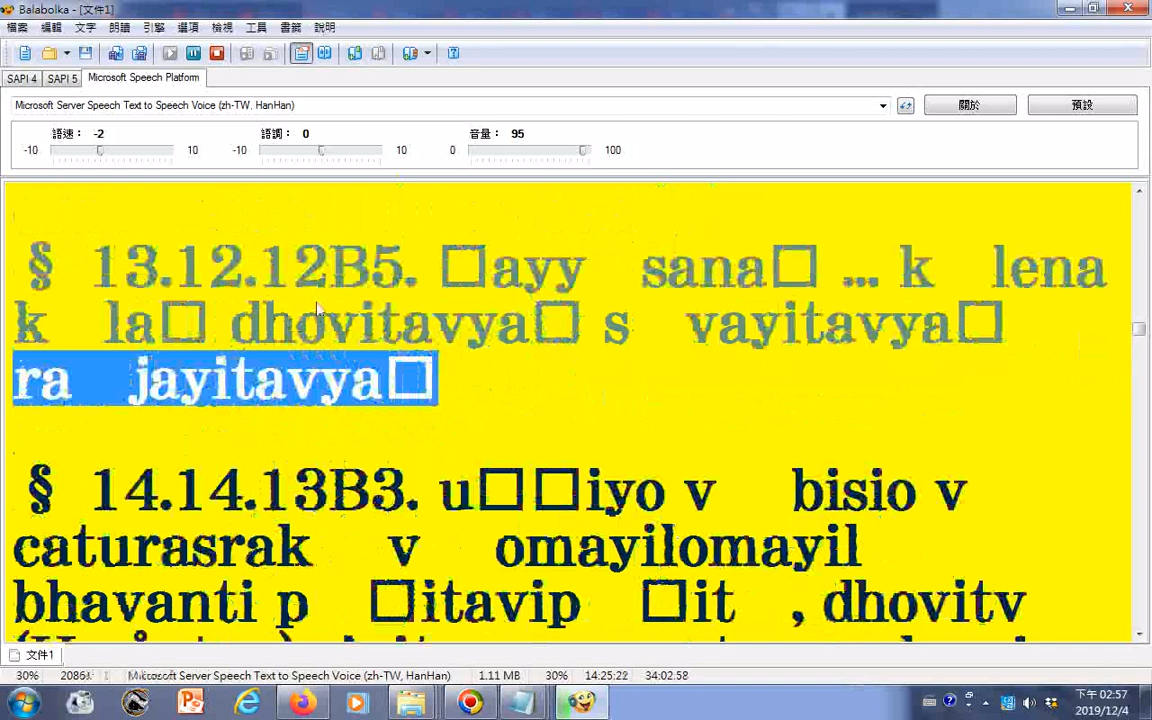 Balabolka - [文件1]
檔案 編輯 文字 朗讀 引擎 選項 檢視 工具 書籤 說明
SAPI 4 SAPI 5 Microsoft Speech Platform
Microsoft Server Speech Text to Speech Voice (zh-TW, HanHan) 關於 預設
語速： -2 語調： 0 音量： 95
-10 10 -10 10 0 100
§ 13.12.12B5. □ayy sana□ ... k lena
k la□ dhovitavya□ s vayitavya□
ra jayitavya□
§ 14.14.13B3. u□□iyo v bisio v
caturasrak v omayilomayil
bhavanti p □itavip □it , dhovitv
文件1
30% Microsoft Server Speech Text to Speech Voice (zh-TW, HanHan) 1.11 MB 30% 14:25:22 34:02.58
下午 02:57
2019/12/4